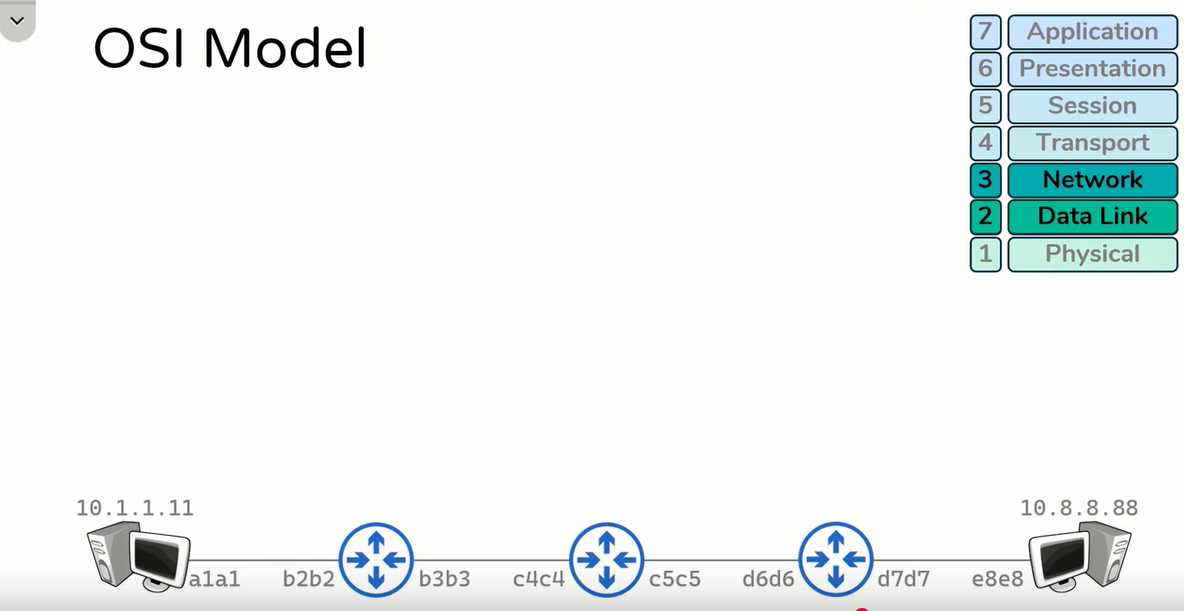 OSI Model
7 Application
6 Presentation
5 Session
4 Transport
3 Network
2 Data Link
1 Physical
10.1.1.11
10.8.8.88
a1a1 b2b2 b3b3 c4c4 c5c5 d6d6 d7d7 e8e8